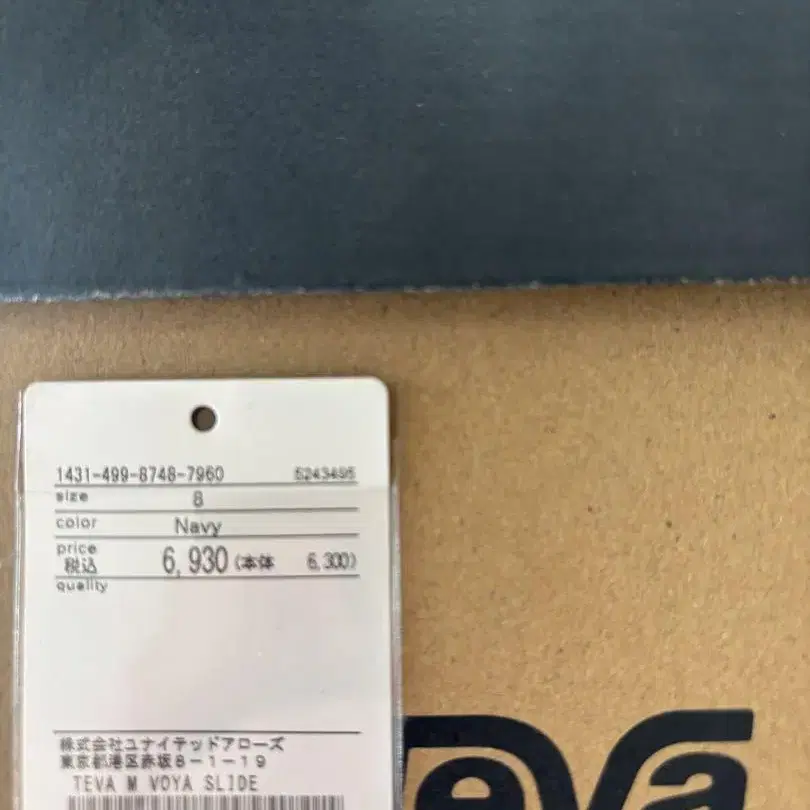 1431-499-8748-7960 5243495
size 8
color Navy
price
税込 6,930 (本体 6,300)
quality
株式会社ユナイテッドアローズ
東京都港区赤坂8-1-19
TEVA M VOYA SLIDE
Teva